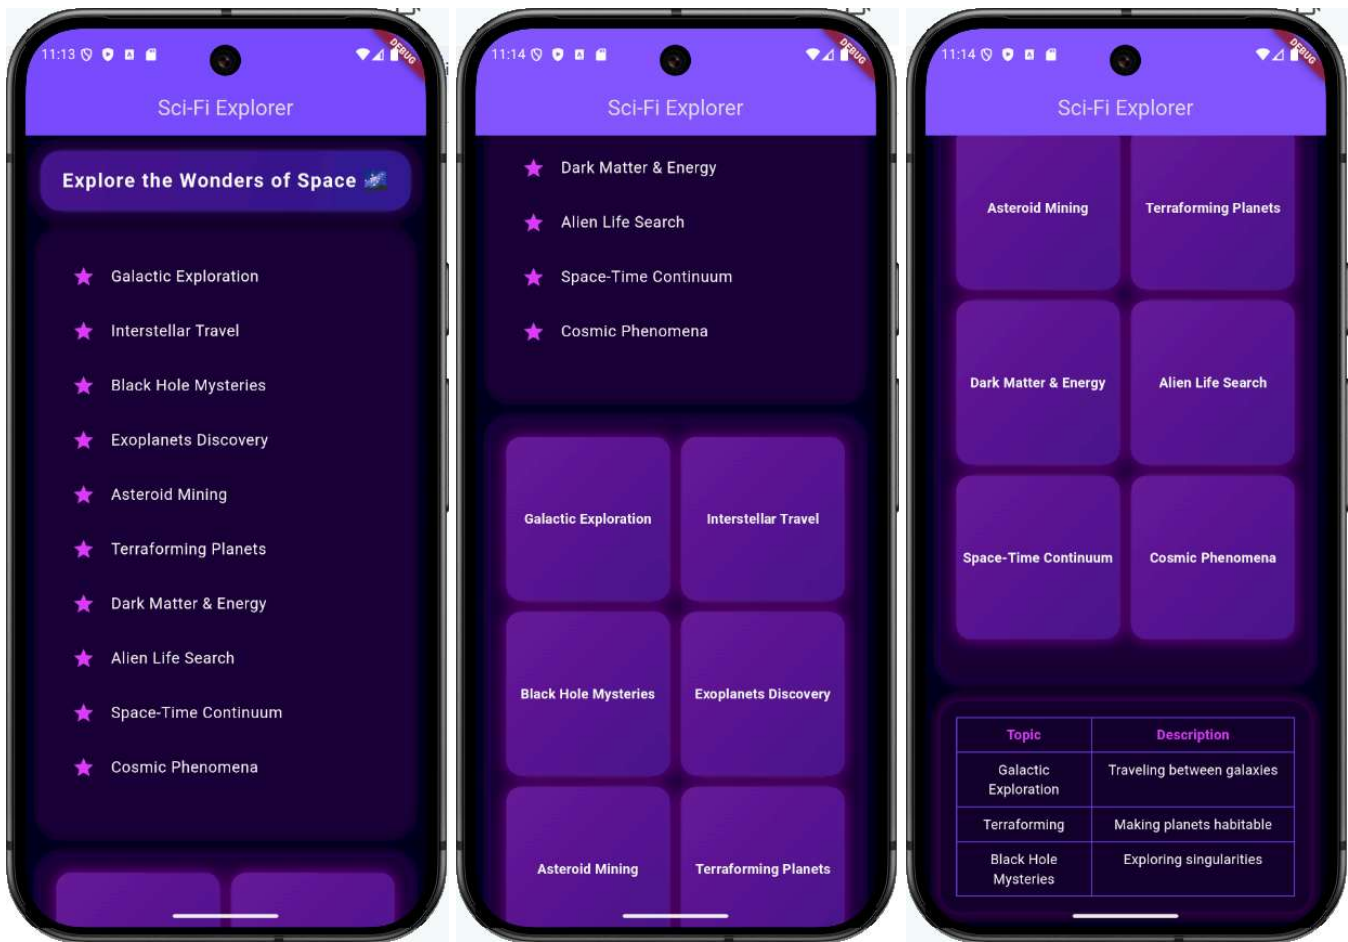 11:13
DEBUG
Sci-Fi Explorer
Explore the Wonders of Space
Galactic Exploration
Interstellar Travel
Black Hole Mysteries
Exoplanets Discovery
Asteroid Mining
Terraforming Planets
Dark Matter & Energy
Alien Life Search
Space-Time Continuum
Cosmic Phenomena
11:14
DEBUG
Sci-Fi Explorer
Dark Matter & Energy
Alien Life Search
Space-Time Continuum
Cosmic Phenomena
Galactic Exploration
Interstellar Travel
Black Hole Mysteries
Exoplanets Discovery
Asteroid Mining
Terraforming Planets
11:14
DEBUG
Sci-Fi Explorer
Asteroid Mining
Terraforming Planets
Dark Matter & Energy
Alien Life Search
Space-Time Continuum
Cosmic Phenomena
Topic
Description
Galactic
Exploration
Traveling between galaxies
Terraforming
Making planets habitable
Black Hole
Mysteries
Exploring singularities